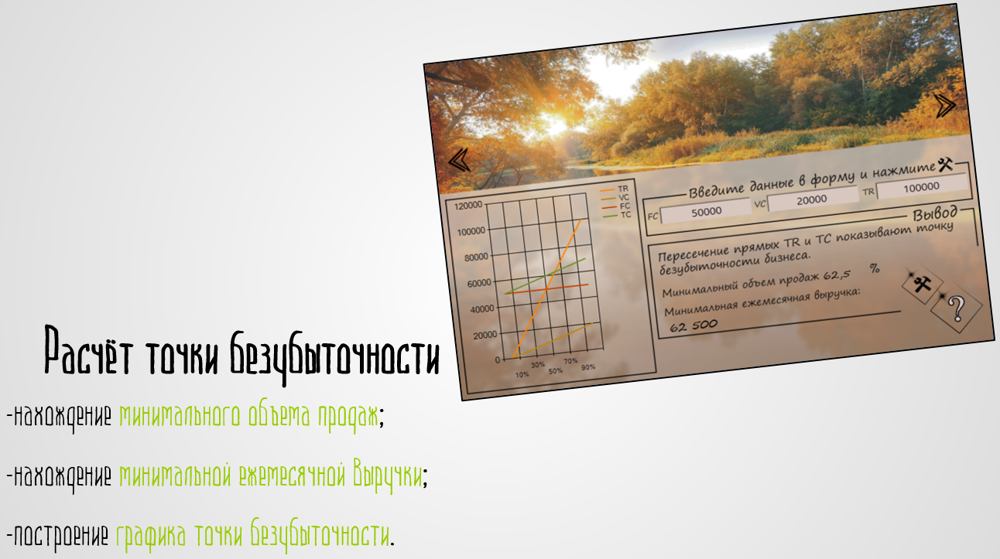 Расчёт точки безубыточности
-нахождение минимального объема продаж;
-нахождение минимальной ежемесячной выручки;
-построение графика точки безубыточности.
120000
100000
80000
60000
40000
20000
0
10%
30%
50%
70%
90%
TR
VC
FC
TC
Введите данные в форму и нажмите
FC 50000 VC 20000 TR 100000
Вывод
Пересечение прямых TR и TC показывают точку
безубыточности бизнеса.
Минимальный объем продаж 62,5 %
Минимальная ежемесячная выручка:
62 500